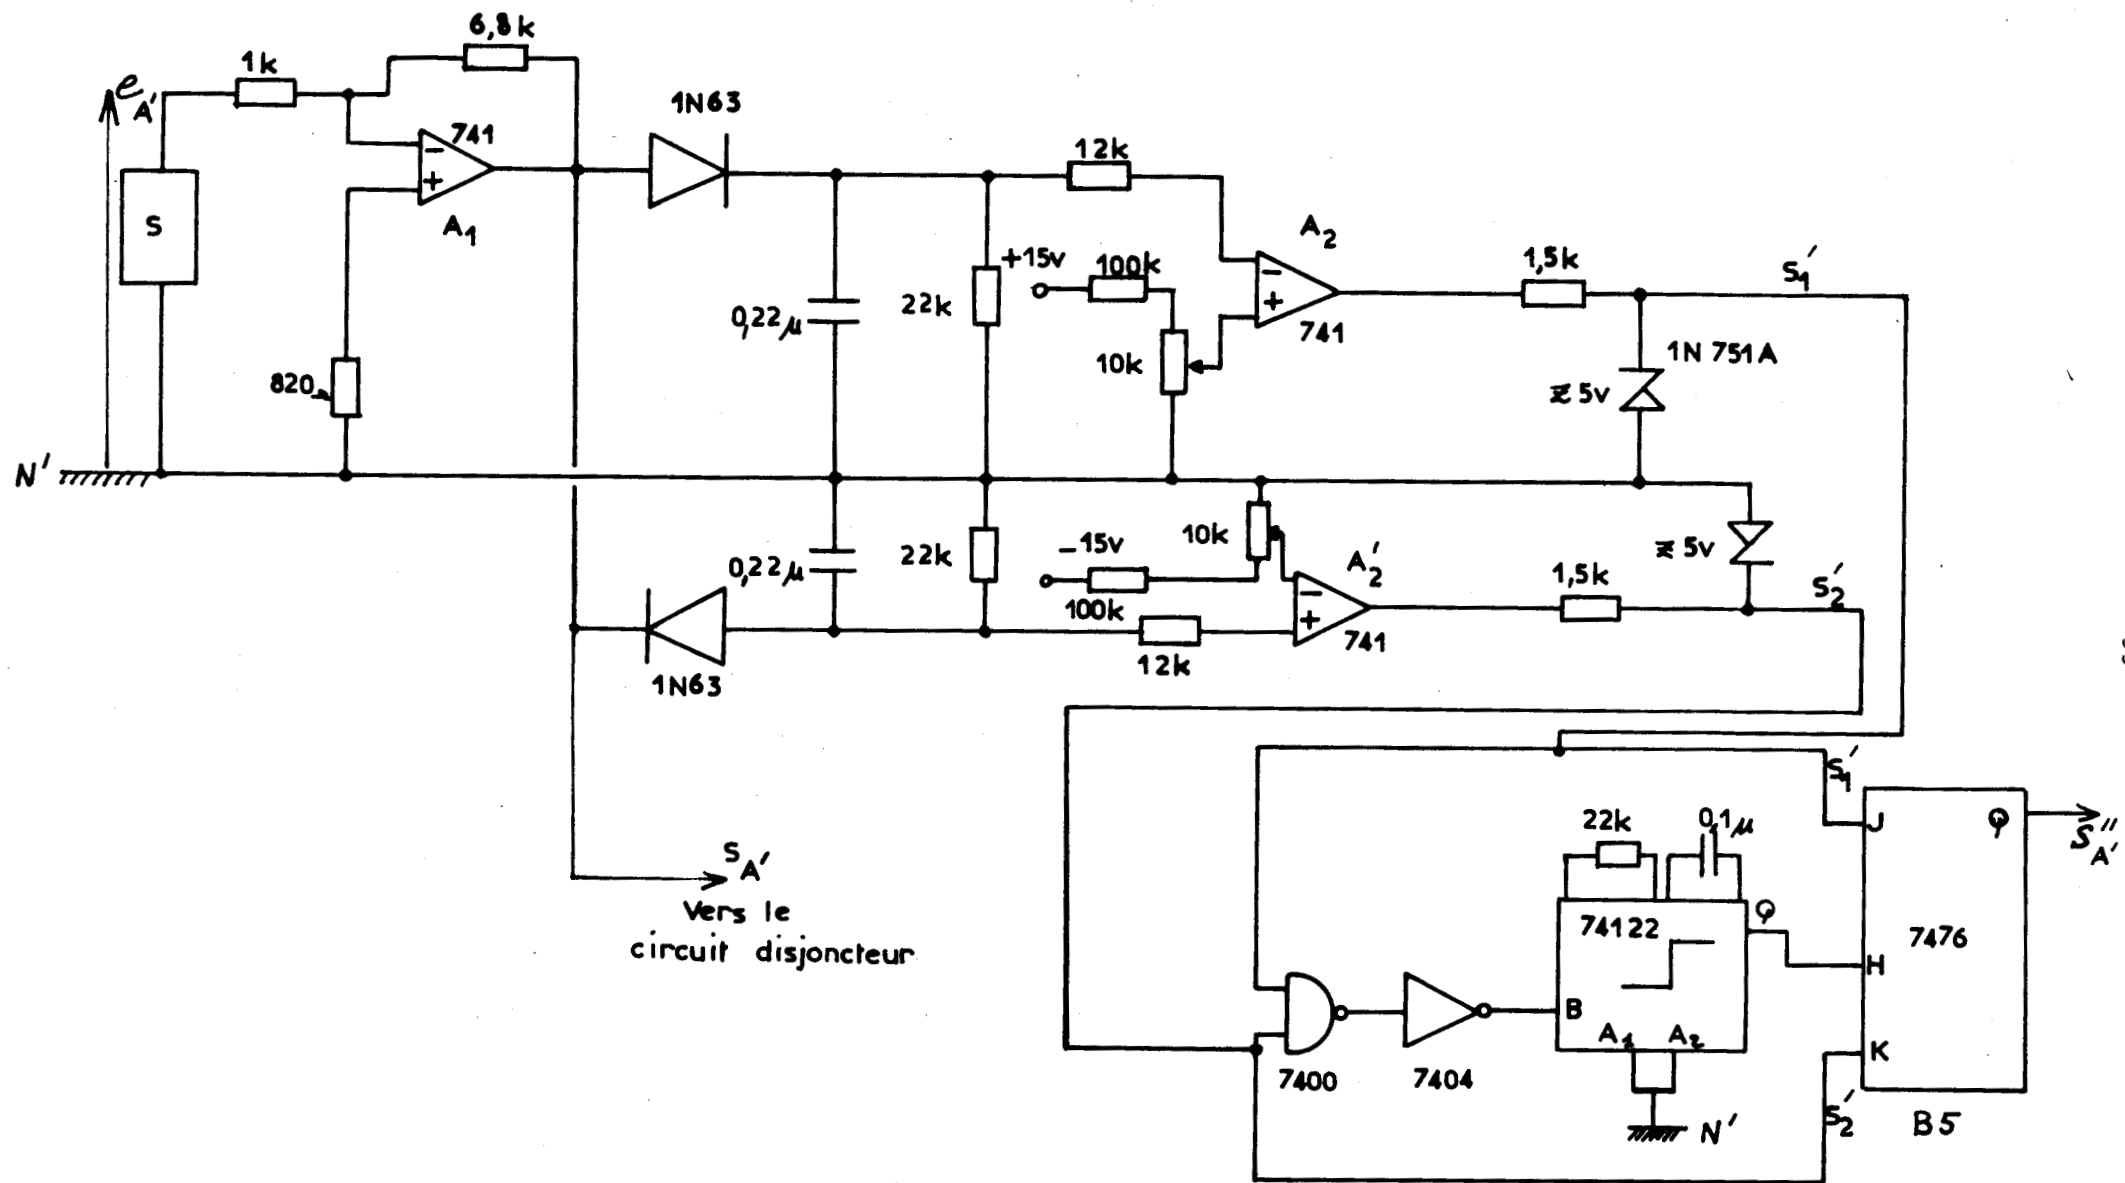 6,8k
1k
e A'
1N63
741
12k
S
A1
A2
+15v
100k
S1'
1,5k
0,22µ
22k
741
1N 751A
10k
820
z 5v
N'
10k
-15v
A2'
z 5v
0,22µ
22k
1,5k
S2'
100k
741
12k
1N63
S1'
22k
0,1µ
J
Q
S''A'
SA'
Vers le
circuit disjoncteur
74122
Q
7476
H
B
A1 A2
K
7400
7404
S2'
N'
B5